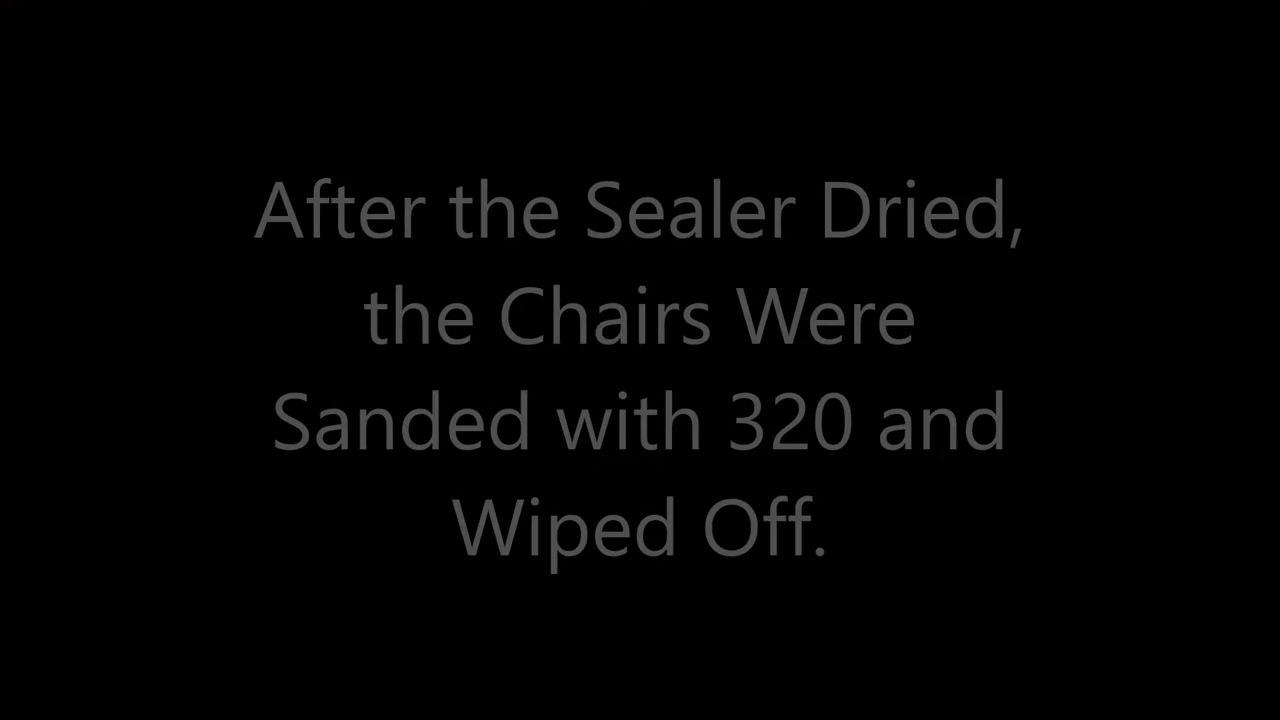 After the Sealer Dried,
the Chairs Were
Sanded with 320 and
Wiped Off.